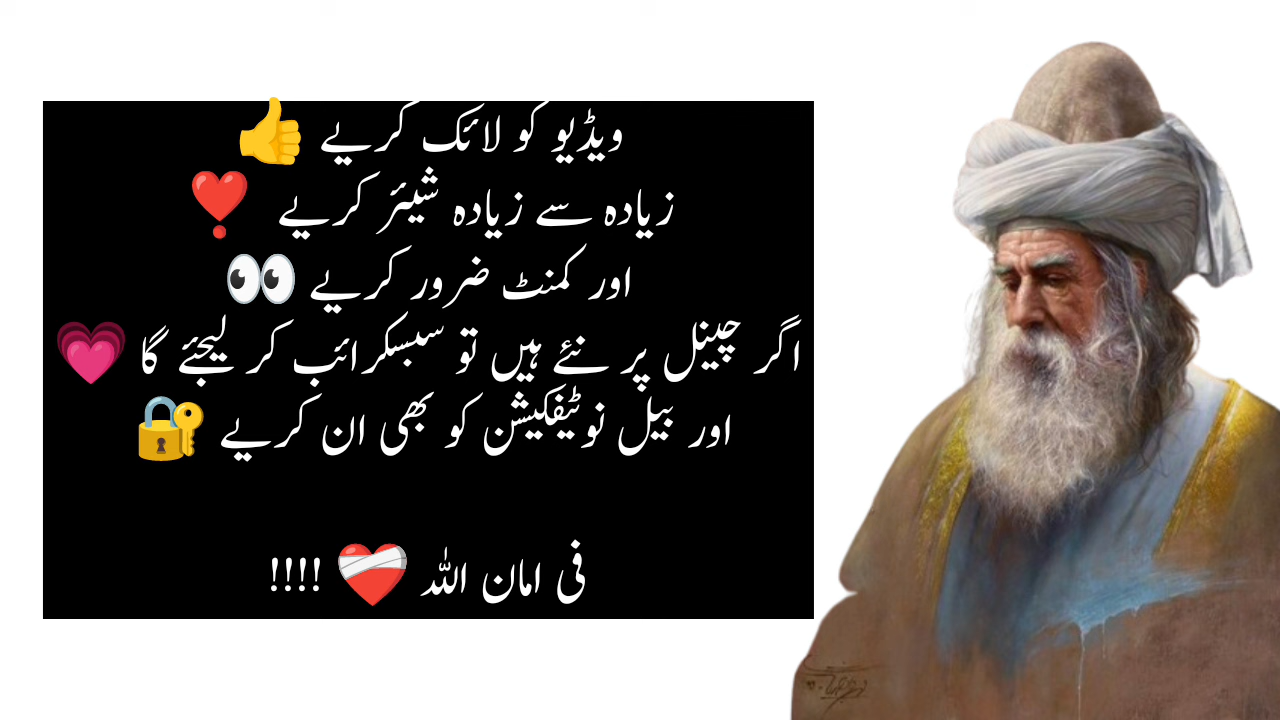 ویڈیو کو لائک کریے 👍
زیادہ سے زیادہ شیئر کریے ❣️
اور کمنٹ ضرور کریے 👀
اگر چینل پر نئے ہیں تو سبسکرائب کر لیجئے گا 💗
اور بیل نوٹیفکیشن کو بھی ان کریے 🔐
فی امان اللہ ❤️‍🩹 !!!!